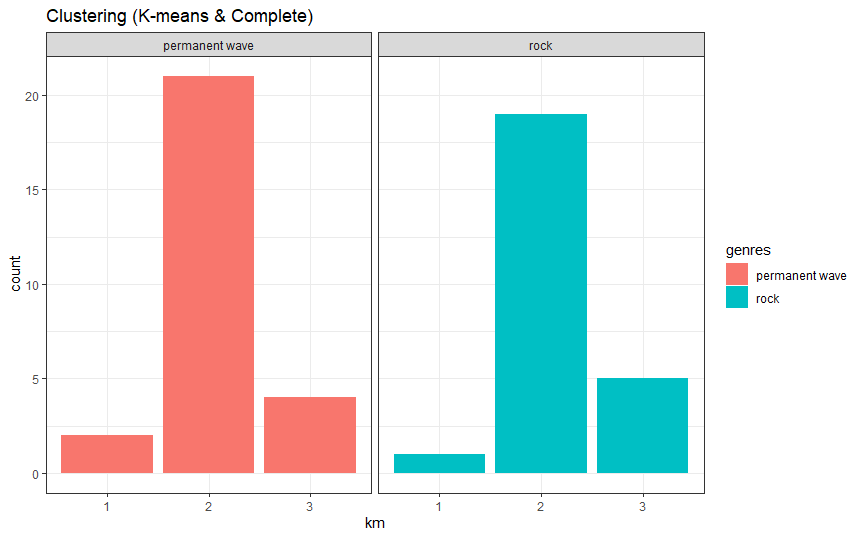 Clustering (K-means & Complete)
permanent wave
rock
20
15
10
5
0
count
1
2
3
1
2
3
km
genres
permanent wave
rock